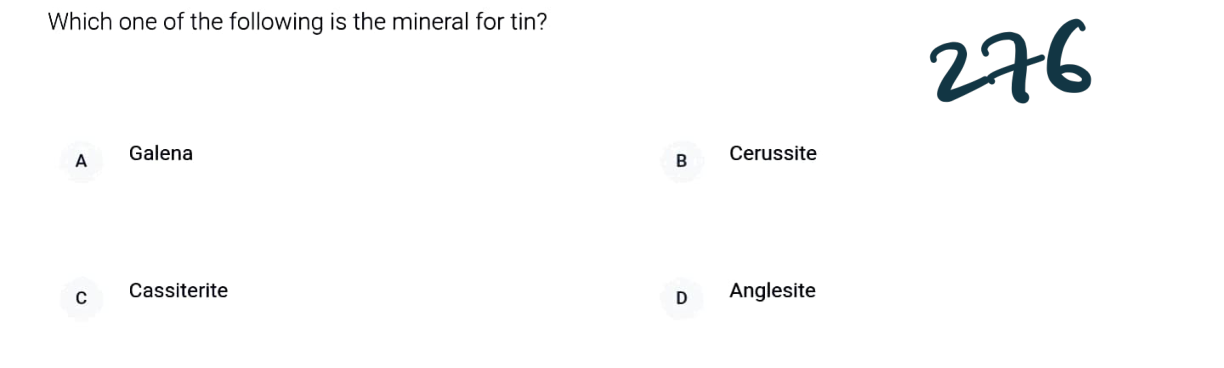 Which one of the following is the mineral for tin?
276
A Galena
B Cerussite
C Cassiterite
D Anglesite